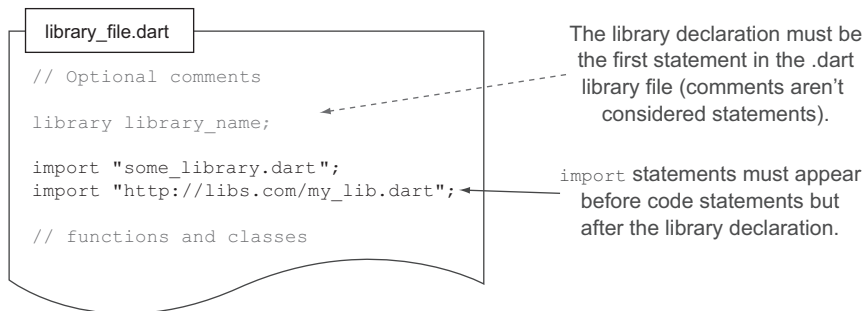 library_file.dart
// Optional comments
library library_name;
import "some_library.dart";
import "http://libs.com/my_lib.dart";
// functions and classes
The library declaration must be
the first statement in the .dart
library file (comments aren't
considered statements).
import statements must appear
before code statements but
after the library declaration.